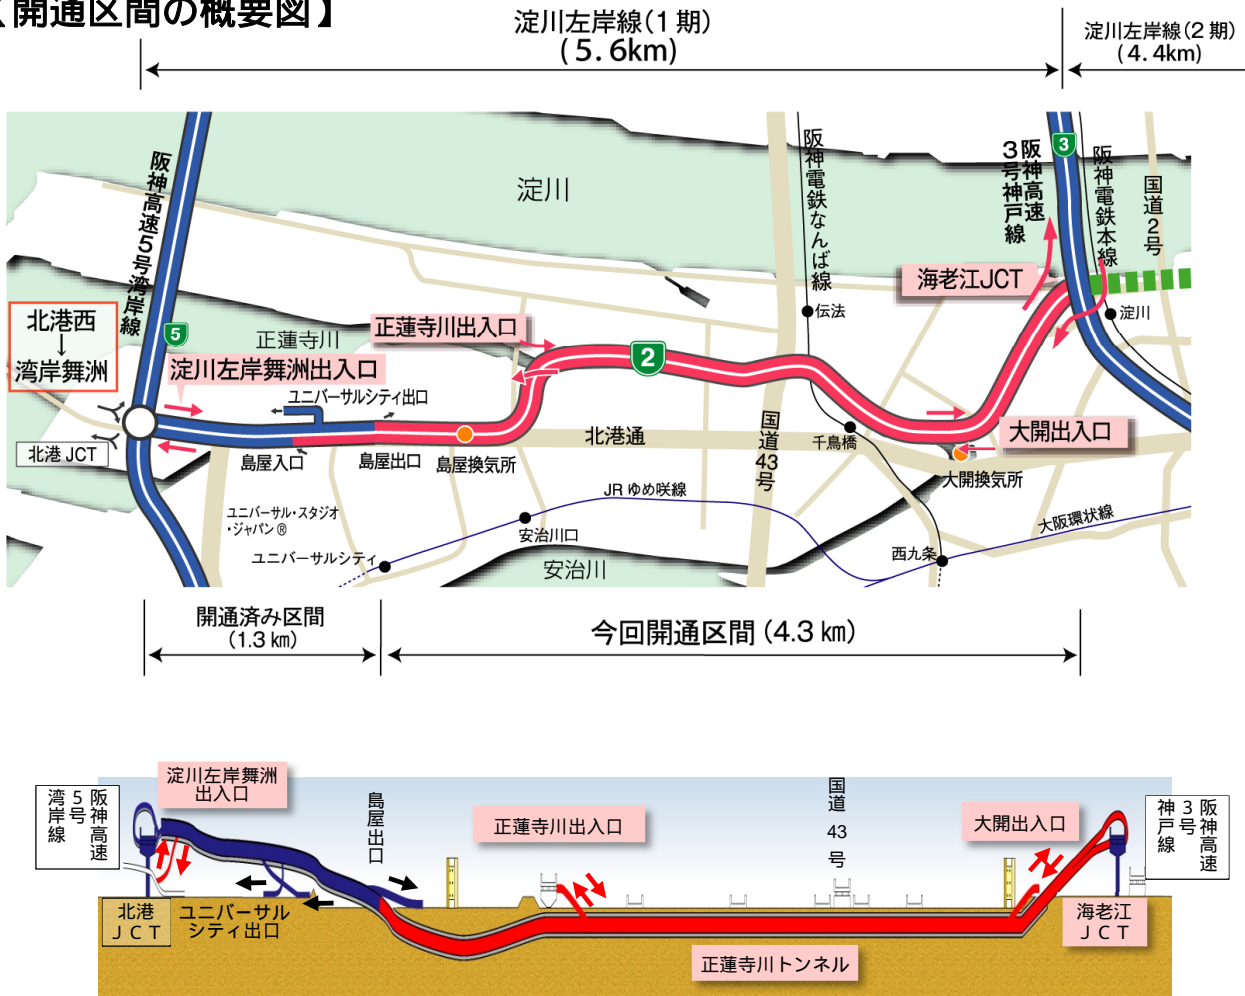 【開通区間の概要図】
淀川左岸線(1期)
(5.6km)
淀川左岸線(2期)
(4.4km)
阪神高速5号湾岸線
淀川
阪神電鉄なんば線
阪神高速
3号神戸線
3
阪神電鉄本線
国道2号
海老江JCT
伝法
淀川
北港西
↓
湾岸舞洲
5
正蓮寺川
正蓮寺川出入口
2
淀川左岸舞洲出入口
ユニバーサルシティ出口
北港JCT
島屋入口
島屋出口
島屋換気所
北港通
国道43号
千鳥橋
大開出入口
大開換気所
ユニバーサル・スタジオ
・ジャパン®
JRゆめ咲線
大阪環状線
安治川口
ユニバーサルシティ
安治川
西九条
開通済み区間
(1.3㎞)
今回開通区間(4.3㎞)
阪神高速
5号
湾岸線
淀川左岸舞洲
出入口
島屋出口
正蓮寺川出入口
国道43号
大開出入口
阪神高速
3号
神戸線
北港
JCT
ユニバーサル
シティ出口
正蓮寺川トンネル
海老江
JCT